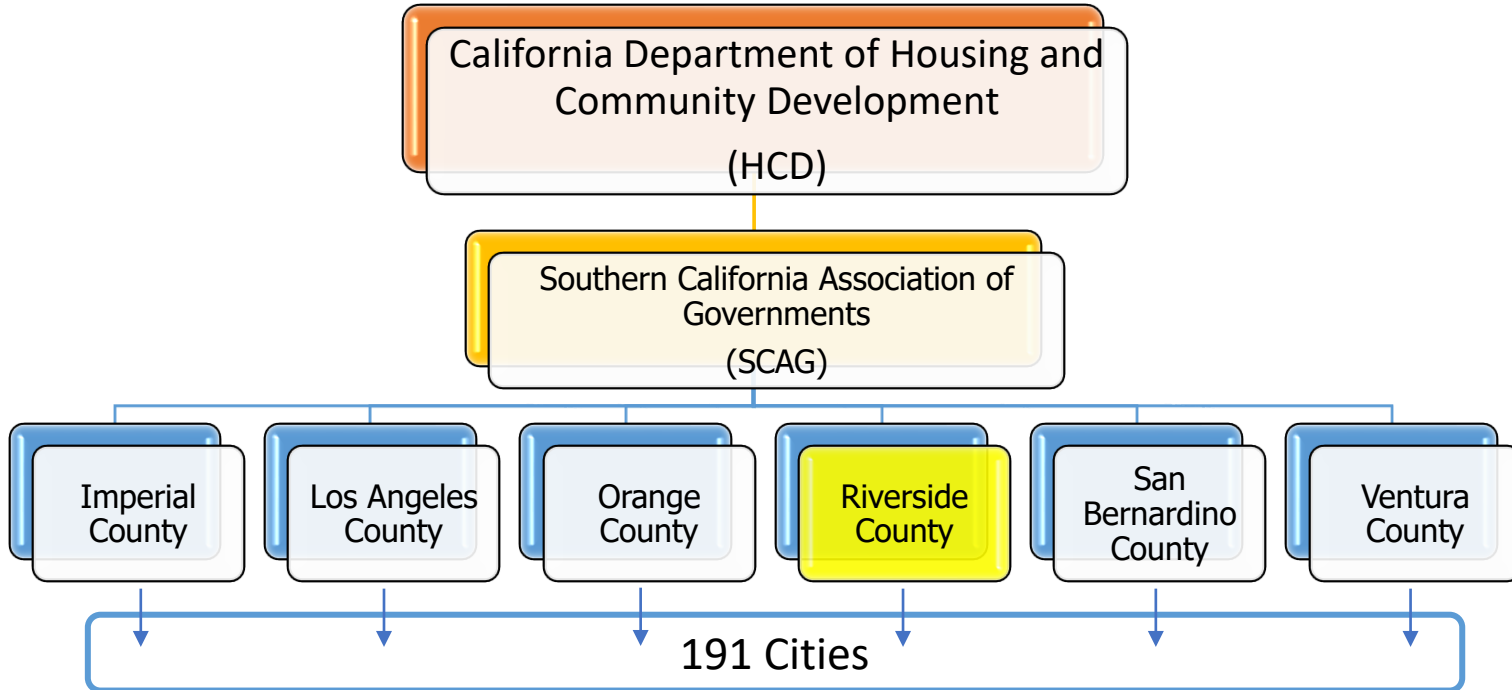 California Department of Housing and
Community Development
(HCD)
Southern California Association of
Governments
(SCAG)
Imperial
County
Los Angeles
County
Orange
County
Riverside
County
San
Bernardino
County
Ventura
County
191 Cities